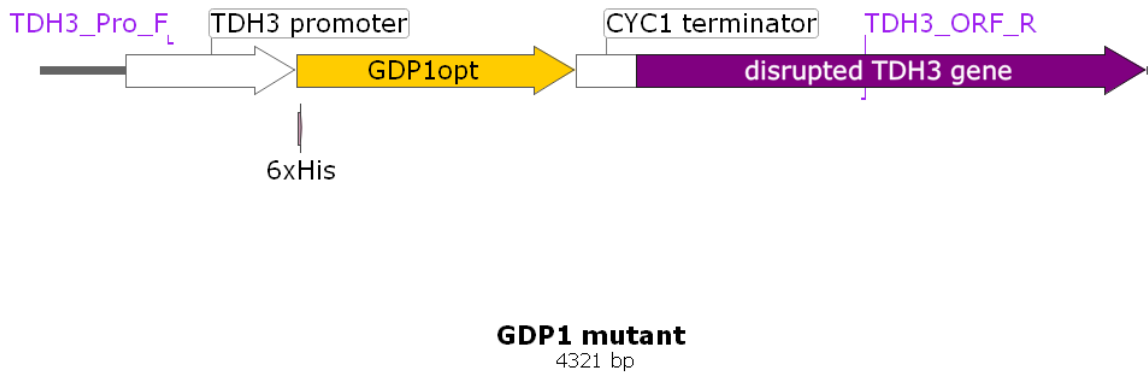 TDH3_Pro_F
TDH3 promoter
CYC1 terminator
TDH3_ORF_R
GDP1opt
disrupted TDH3 gene
6xHis
GDP1 mutant
4321 bp